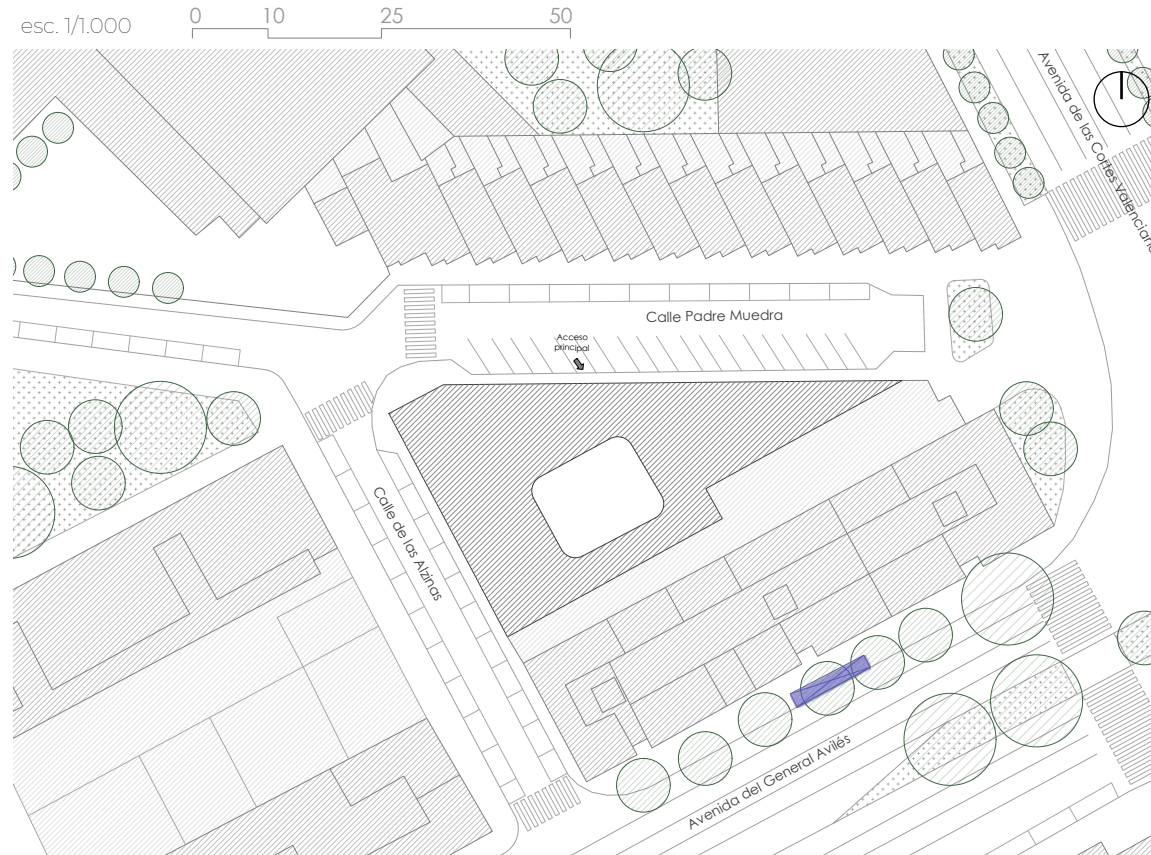 esc. 1/1.000
0 10 25 50
Avenida de las Cortes Valencianas
Calle Padre Muedra
Acceso
principal
Calle de las Alzinas
Avenida del General Avilés